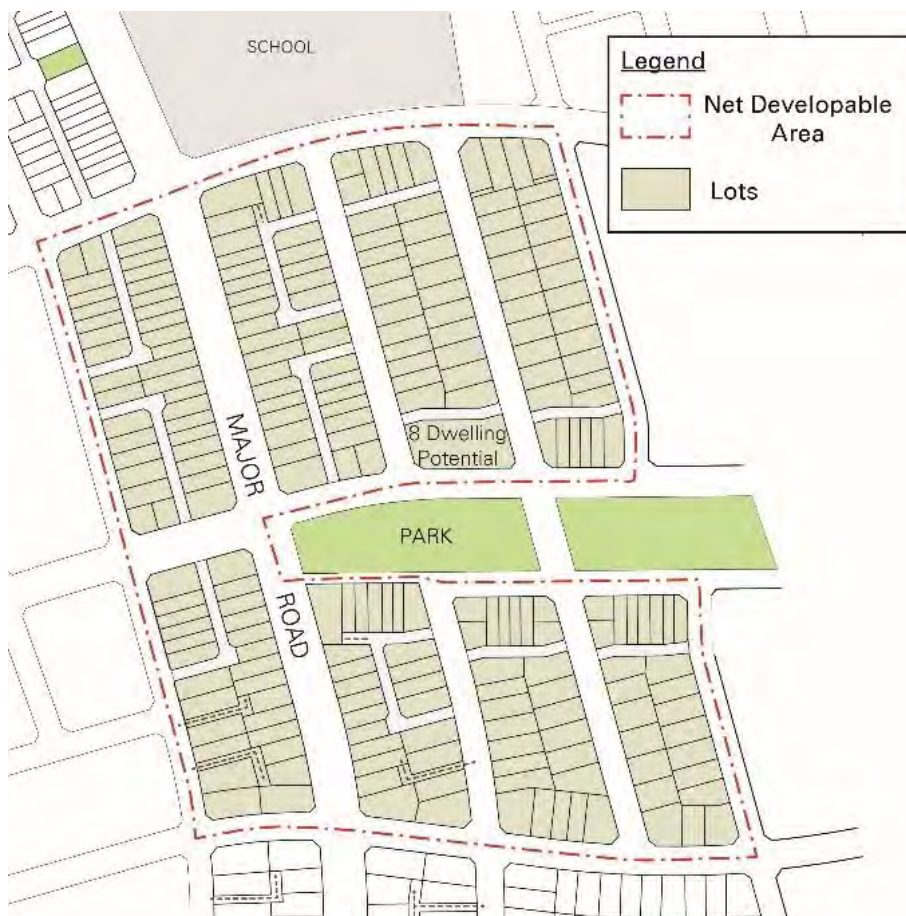 SCHOOL
Legend
Net Developable
Area
Lots
MAJOR
ROAD
8 Dwelling
Potential
PARK